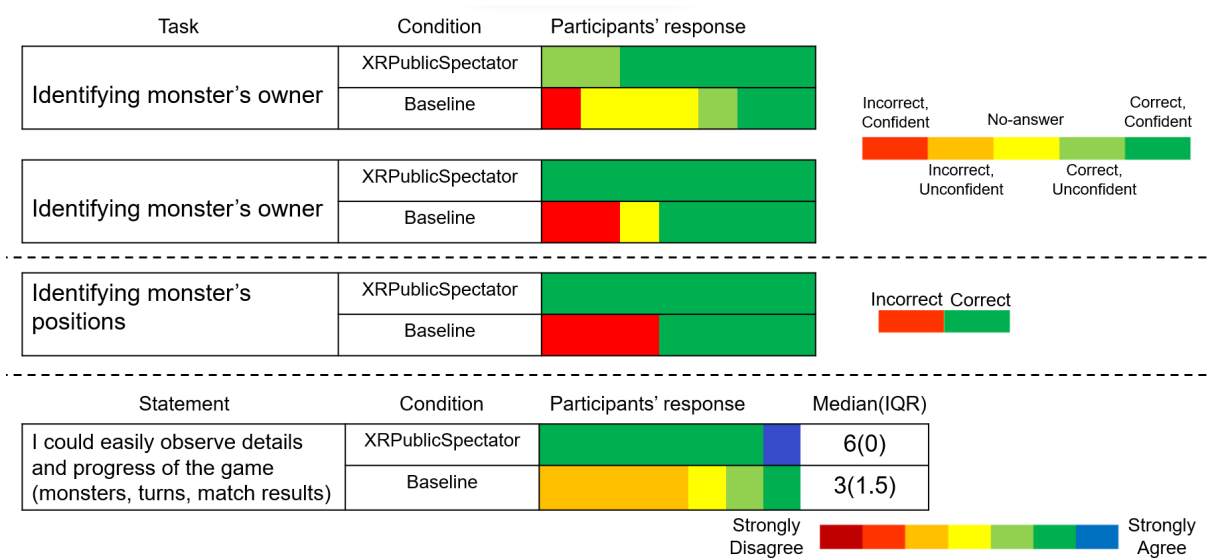 Task Condition Participants' response
Identifying monster's owner
XRPublicSpectator
Baseline
Incorrect,
Confident
No-answer
Correct,
Confident
Incorrect,
Unconfident
Correct,
Unconfident
Identifying monster's owner
XRPublicSpectator
Baseline
Identifying monster's
positions
XRPublicSpectator
Baseline
Incorrect Correct
Statement Condition Participants' response Median(IQR)
I could easily observe details
and progress of the game
(monsters, turns, match results)
XRPublicSpectator
6(0)
Baseline
3(1.5)
Strongly
Disagree
Strongly
Agree